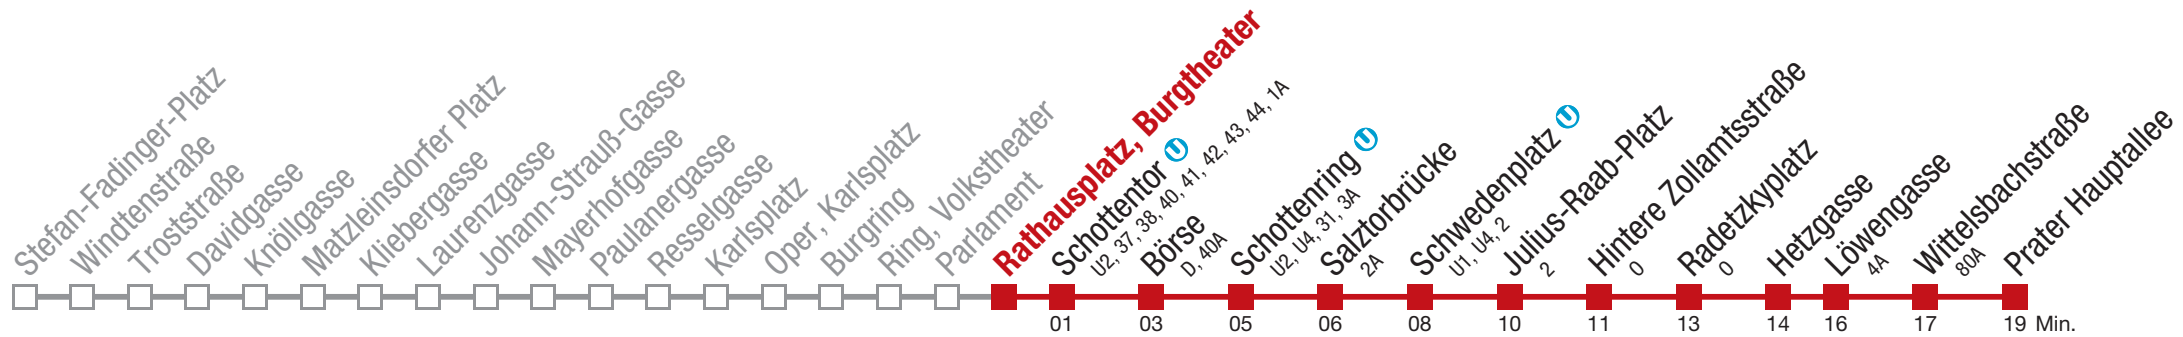 Stefan-Fadinger-Platz
Windtenstraße
Troststraße
Davidgasse
Knöllgasse
Matzleinsdorfer Platz
Kliebergasse
Laurenzgasse
Johann-Strauß-Gasse
Mayerhofgasse
Paulanergasse
Resselgasse
Karlsplatz
Oper, Karlsplatz
Burgring
Ring, Volkstheater
Parlament
Rathausplatz, Burgtheater
Schottentor U
U2, 37, 38, 40, 41, 42, 43, 44, 1A
Börse
D, 40A
Schottenring U
U2, U4, 31, 3A
Salztorbrücke
2A
Schwedenplatz U
U1, U4, 2
Julius-Raab-Platz
2
Hintere Zollamtsstraße
O
Radetzkyplatz
O
Hetzgasse
Löwengasse
4A
Wittelsbachstraße
80A
Prater Hauptallee
01 03 05 06 08 10 11 13 14 16 17 19 Min.